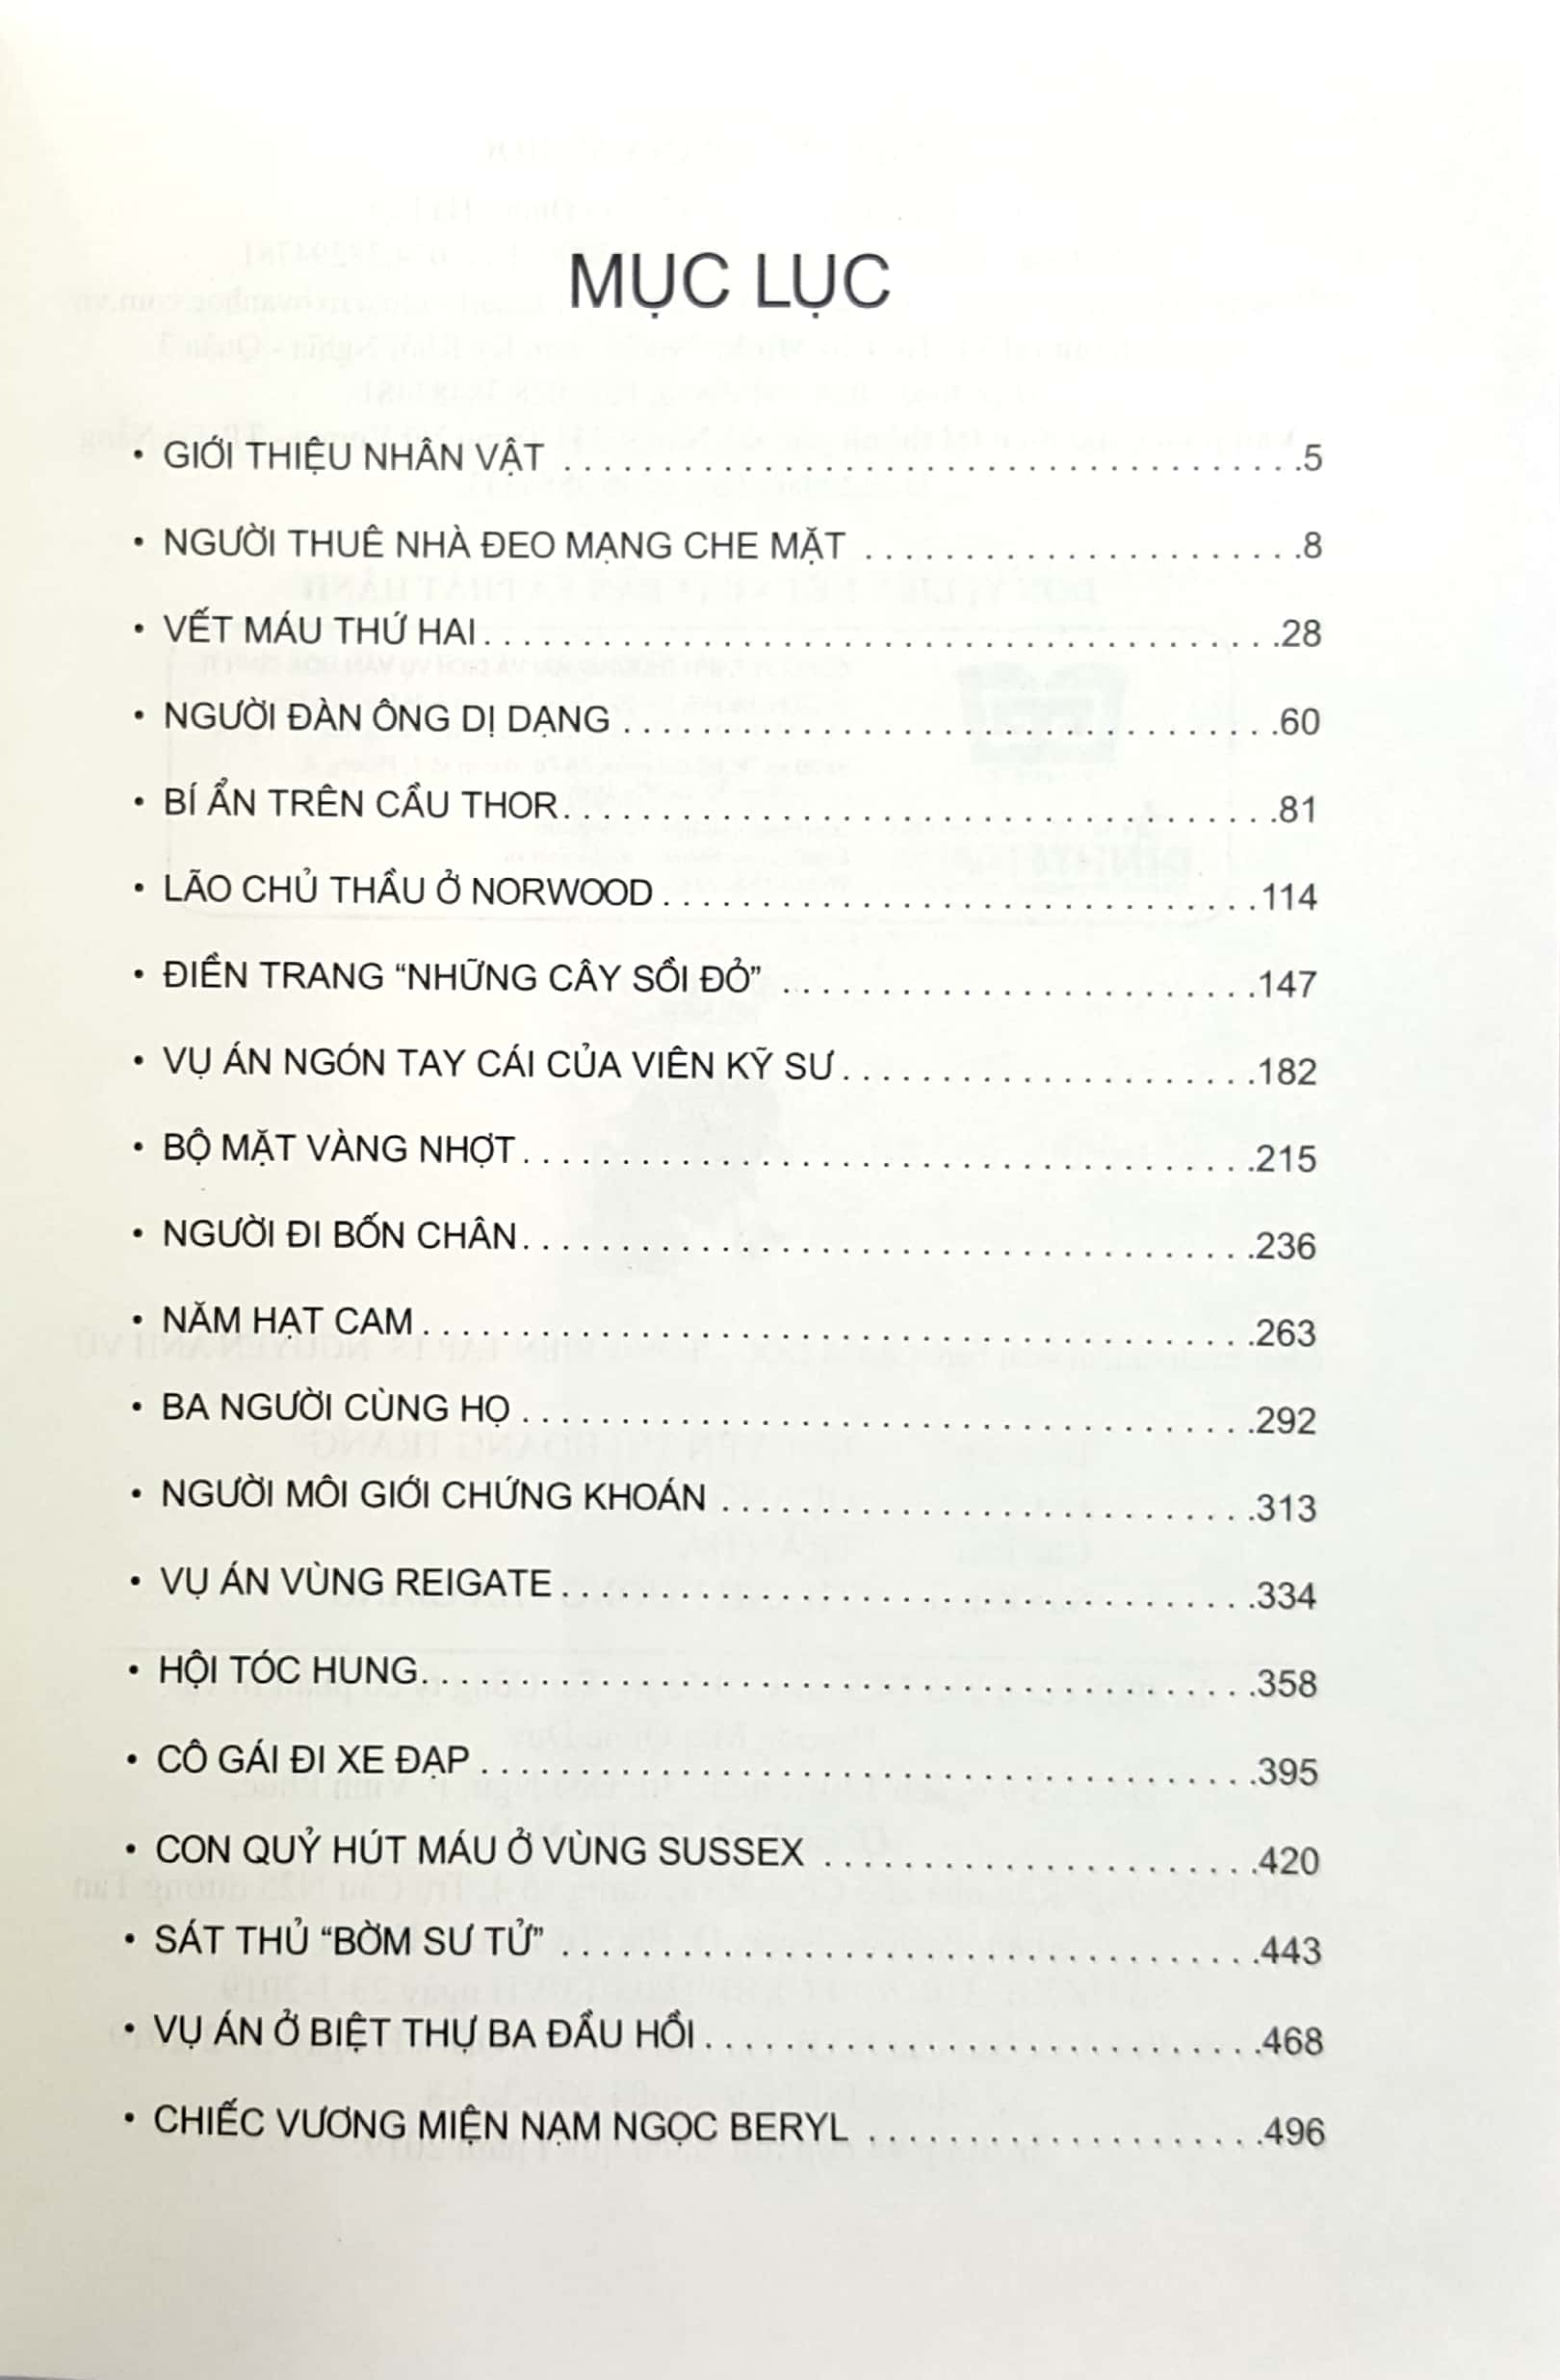 MỤC LỤC
• GIỚI THIỆU NHÂN VẬT . . . . . . . . . . . . . . . . . . . . . . . . . . . . . . . . . . . . .5
• NGƯỜI THUÊ NHÀ ĐEO MẠNG CHE MẶT . . . . . . . . . . . . . . . . . . . . . .8
• VẾT MÁU THỨ HAI. . . . . . . . . . . . . . . . . . . . . . . . . . . . . . . . . . . . . . . .28
• NGƯỜI ĐÀN ÔNG DỊ DẠNG . . . . . . . . . . . . . . . . . . . . . . . . . . . . . . . . .60
• BÍ ẨN TRÊN CẦU THOR. . . . . . . . . . . . . . . . . . . . . . . . . . . . . . . . . . . .81
• LÃO CHỦ THẦU Ở NORWOOD . . . . . . . . . . . . . . . . . . . . . . . . . . . . . .114
• ĐIỀN TRANG “NHỮNG CÂY SỒI ĐỎ” . . . . . . . . . . . . . . . . . . . . . . . .147
• VỤ ÁN NGÓN TAY CÁI CỦA VIÊN KỸ SƯ. . . . . . . . . . . . . . . . . . . . .182
• BỘ MẶT VÀNG NHỢT. . . . . . . . . . . . . . . . . . . . . . . . . . . . . . . . . . . . .215
• NGƯỜI ĐI BỐN CHÂN. . . . . . . . . . . . . . . . . . . . . . . . . . . . . . . . . . . . .236
• NĂM HẠT CAM. . . . . . . . . . . . . . . . . . . . . . . . . . . . . . . . . . . . . . . . . .263
• BA NGƯỜI CÙNG HỌ . . . . . . . . . . . . . . . . . . . . . . . . . . . . . . . . . . . . .292
• NGƯỜI MÔI GIỚI CHỨNG KHOÁN . . . . . . . . . . . . . . . . . . . . . . . . . . .313
• VỤ ÁN VÙNG REIGATE . . . . . . . . . . . . . . . . . . . . . . . . . . . . . . . . . . .334
• HỘI TÓC HUNG. . . . . . . . . . . . . . . . . . . . . . . . . . . . . . . . . . . . . . . . . .358
• CÔ GÁI ĐI XE ĐẠP . . . . . . . . . . . . . . . . . . . . . . . . . . . . . . . . . . . . . . .395
• CON QUỶ HÚT MÁU Ở VÙNG SUSSEX . . . . . . . . . . . . . . . . . . . . . .420
• SÁT THỦ “BỜM SƯ TỬ” . . . . . . . . . . . . . . . . . . . . . . . . . . . . . . . . . . .443
• VỤ ÁN Ở BIỆT THỰ BA ĐẦU HỒI . . . . . . . . . . . . . . . . . . . . . . . . . . . .468
• CHIẾC VƯƠNG MIỆN NẠM NGỌC BERYL . . . . . . . . . . . . . . . . . . . .496